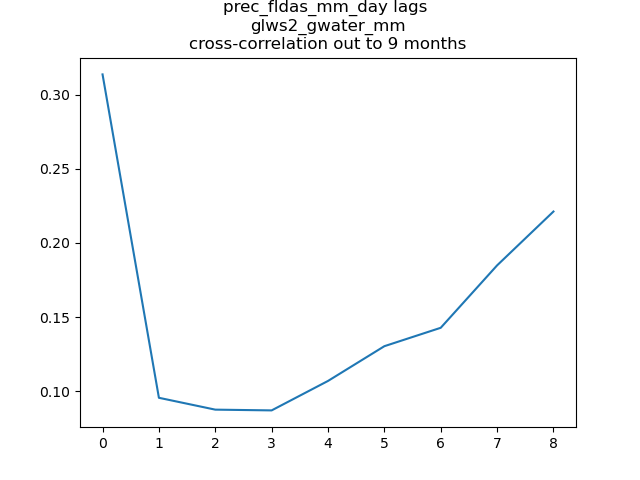 prec_fldas_mm_day lags
glws2_gwater_mm
cross-correlation out to 9 months
0.30
0.25
0.20
0.15
0.10
0 1 2 3 4 5 6 7 8